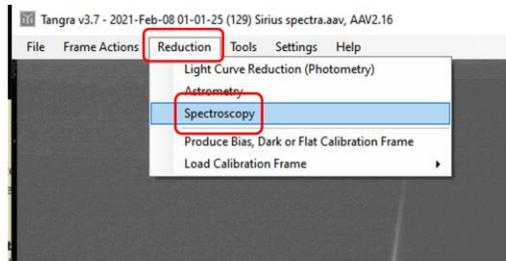 Tangra v3.7 - 2021-Feb-08 01-01-25 (129) Sirius spectra.aav, AAV2.16
File Frame Actions Reduction Tools Settings Help
Light Curve Reduction (Photometry)
Astrometry
Spectroscopy
Produce Bias, Dark or Flat Calibration Frame
Load Calibration Frame